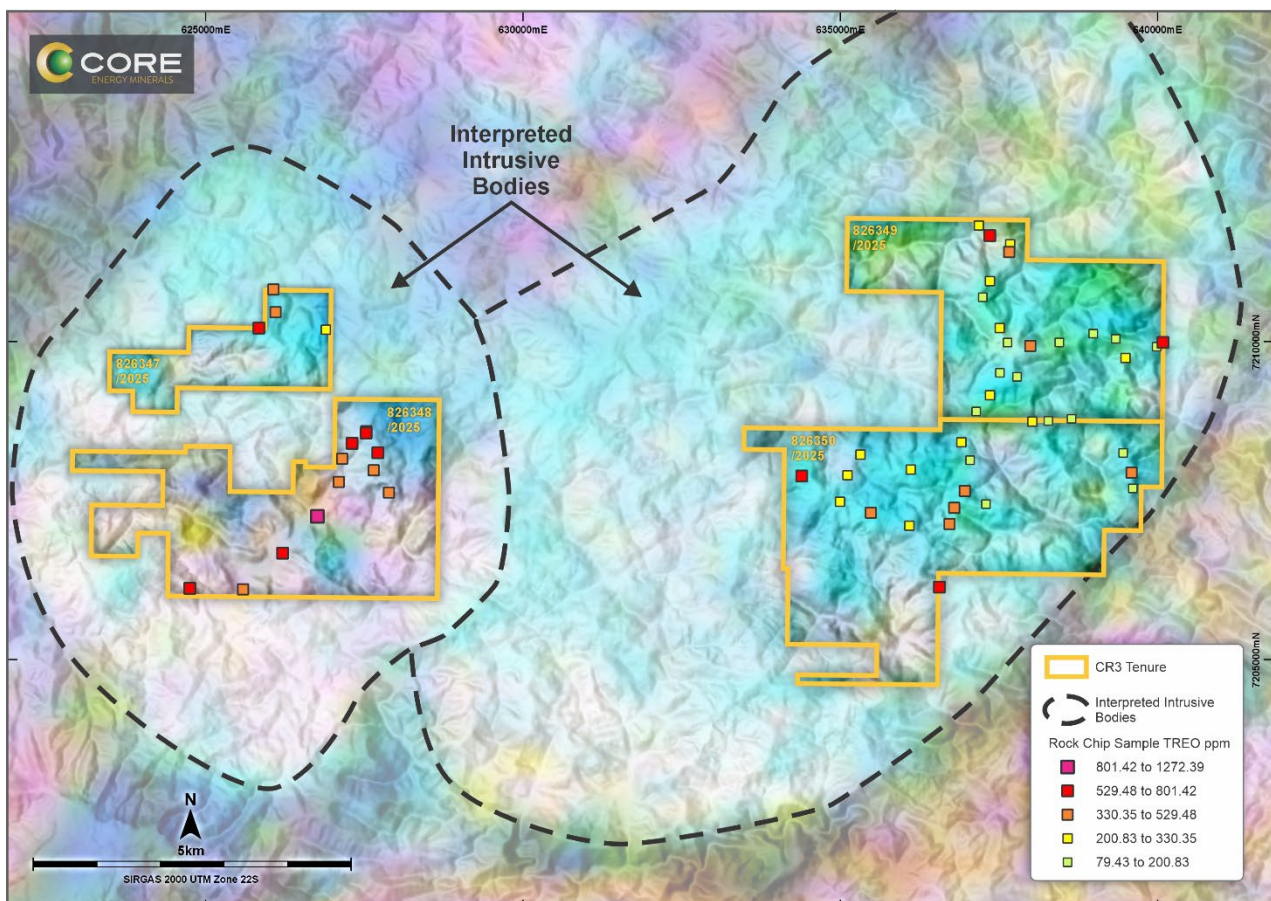 625000mE
630000mE
635000mE
640000mE
CORE
ENERGY MINERALS
Interpreted
Intrusive
Bodies
826349
/2025
826347
/2025
7210000mN
826348
/2025
826350
/2025
7205000mN
N
5km
SIRGAS 2000 UTM Zone 22S
CR3 Tenure
Interpreted Intrusive
Bodies
Rock Chip Sample TREO ppm
801.42 to 1272.39
529.48 to 801.42
330.35 to 529.48
200.83 to 330.35
79.43 to 200.83